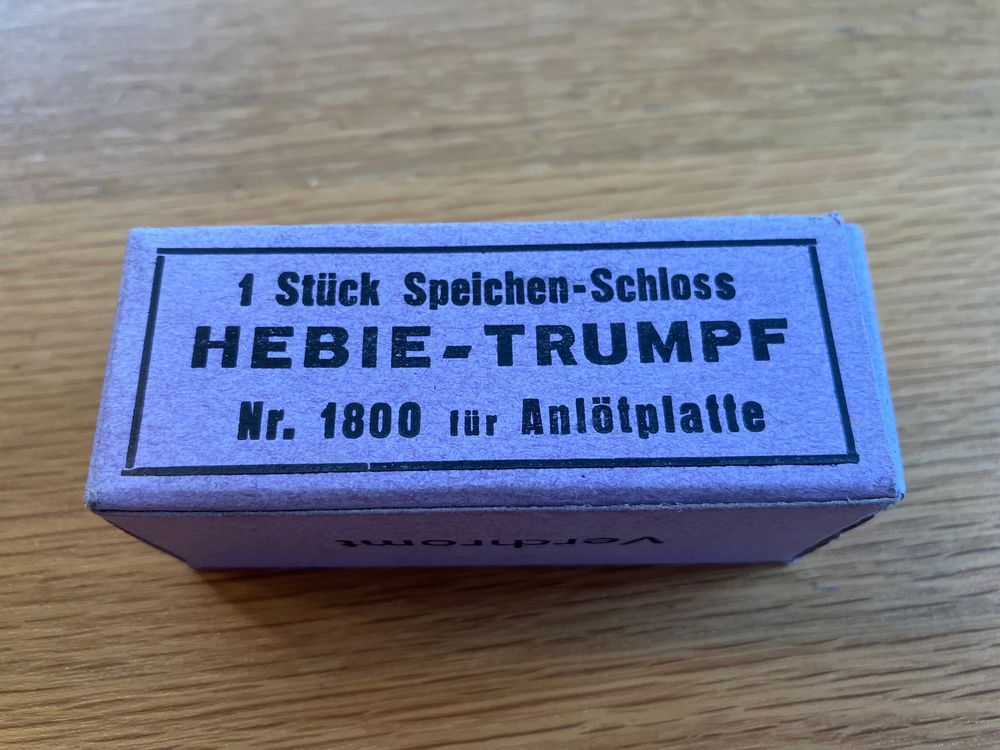 1 Stück Speichen-Schloss
HEBIE-TRUMPF
Nr. 1800 für Anlötplatte
Verchromt